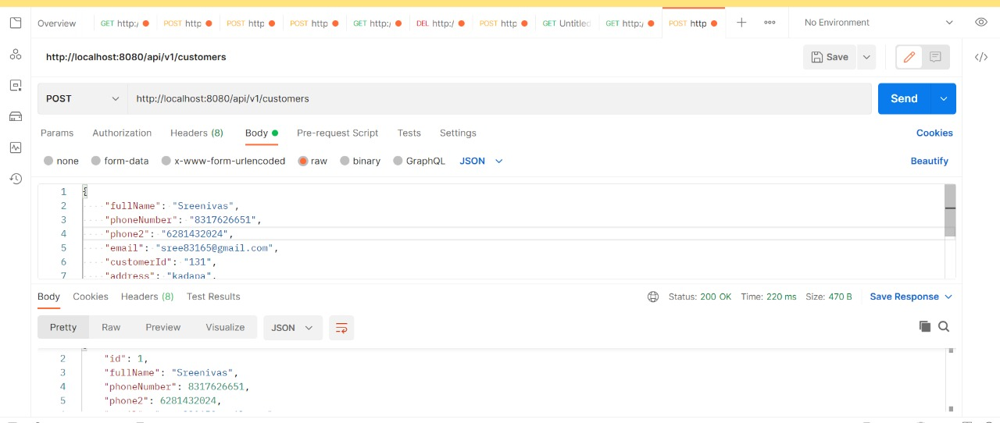 Overview GET http:/ POST http POST http POST http GET http:/ DEL http:/ POST http GET Untitled GET http:/ POST http No Environment
http://localhost:8080/api/v1/customers Save
POST http://localhost:8080/api/v1/customers Send
Params Authorization Headers (8) Body Pre-request Script Tests Settings Cookies
none form-data x-www-form-urlencoded raw binary GraphQL JSON Beautify
1 {
2 "fullName": "Sreenivas",
3 "phoneNumber": "8317626651",
4 "phone2": "6281432024",
5 "email": "sree83165@gmail.com",
6 "customerId": "131",
7 "address": "kadapa",
Body Cookies Headers (8) Test Results Status: 200 OK Time: 220 ms Size: 470 B Save Response
Pretty Raw Preview Visualize JSON
2 "id": 1,
3 "fullName": "Sreenivas",
4 "phoneNumber": 8317626651,
5 "phone2": 6281432024,